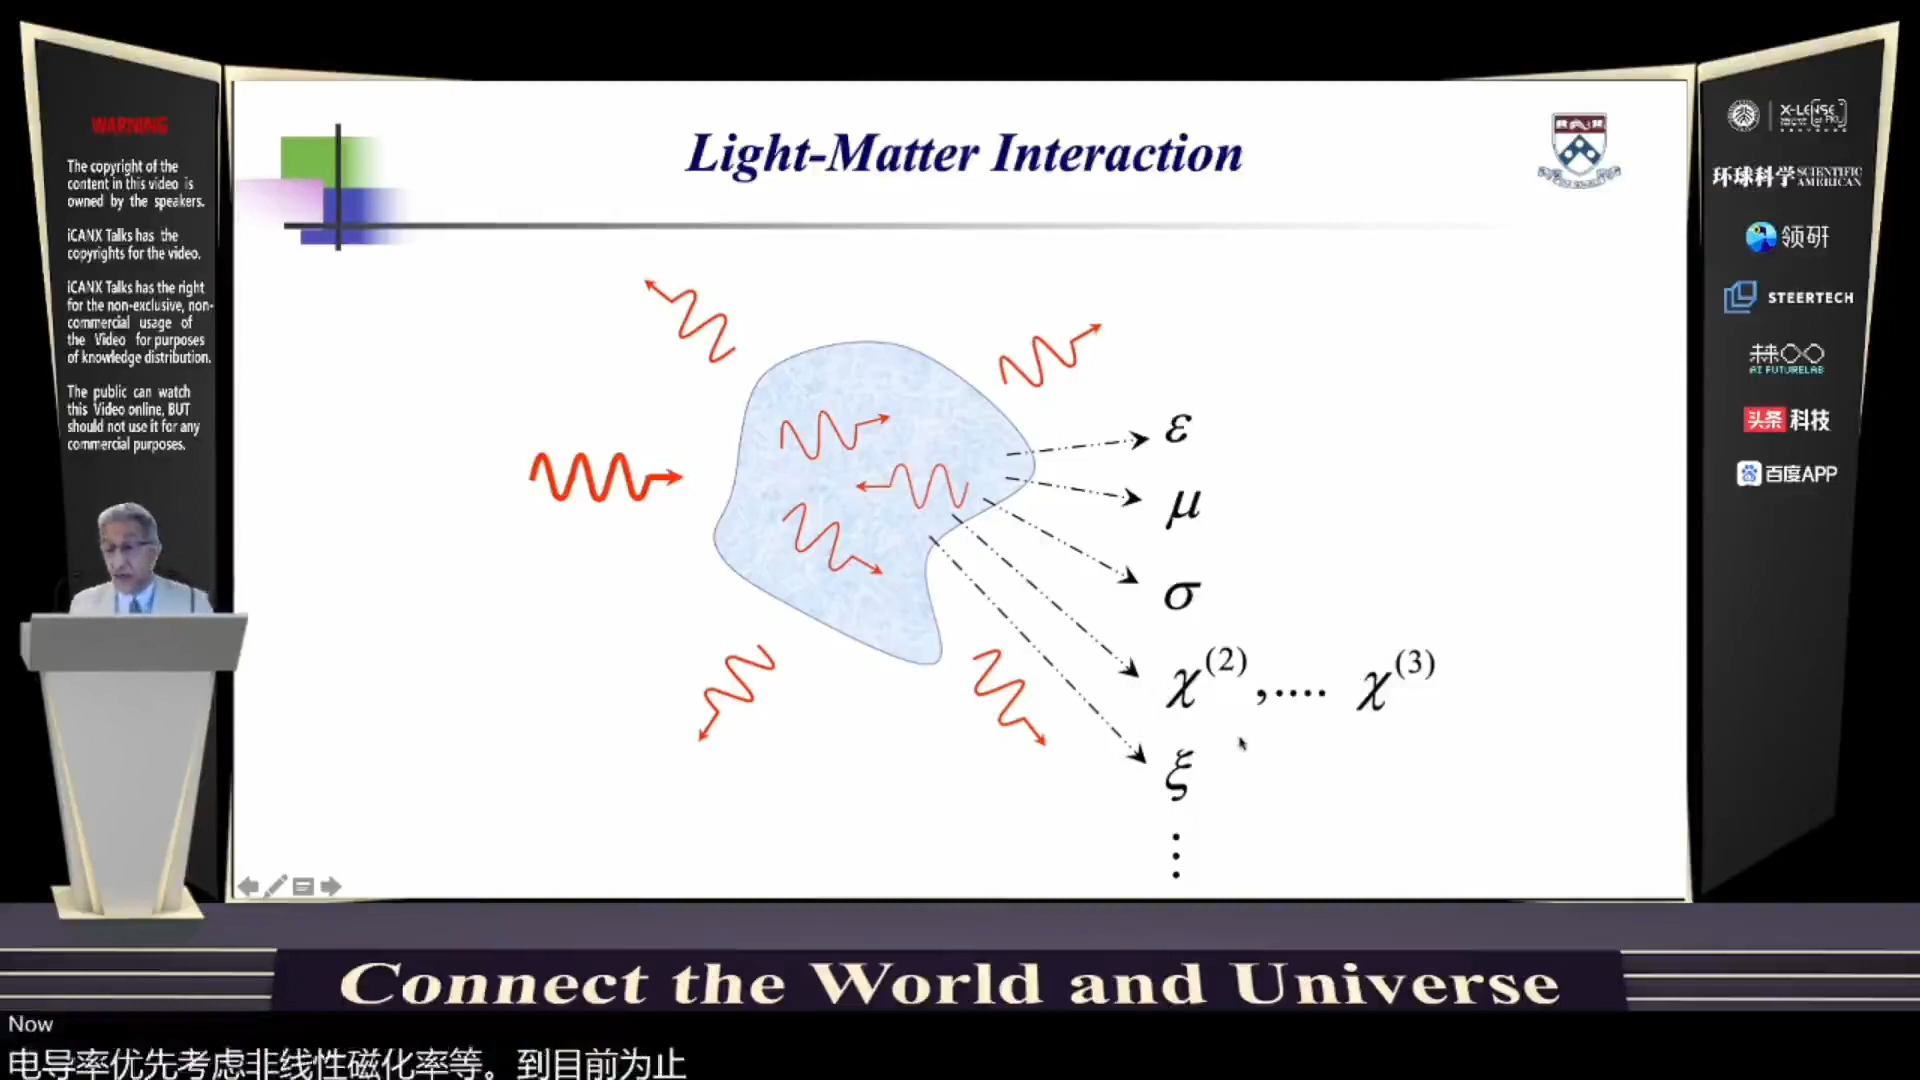 WARNING
The copyright of the
content in this video is
owned by the speakers.
iCANX Talks has the
copyrights for the video.
iCANX Talks has the right
for the non-exclusive, non-
commercial usage of
the Video for purposes
of knowledge distribution.
The public can watch
this Video online, BUT
should not use it for any
commercial purposes.
Light-Matter Interaction
ε
μ
σ
χ(2),.... χ(3)
ξ
⋮
X-LENSE
环球科学 SCIENTIFIC AMERICAN
领研
STEERTECH
AI FUTURELAB
头条 科技
百度APP
Connect the World and Universe
Now
电导率优先考虑非线性磁化率等。到目前为止